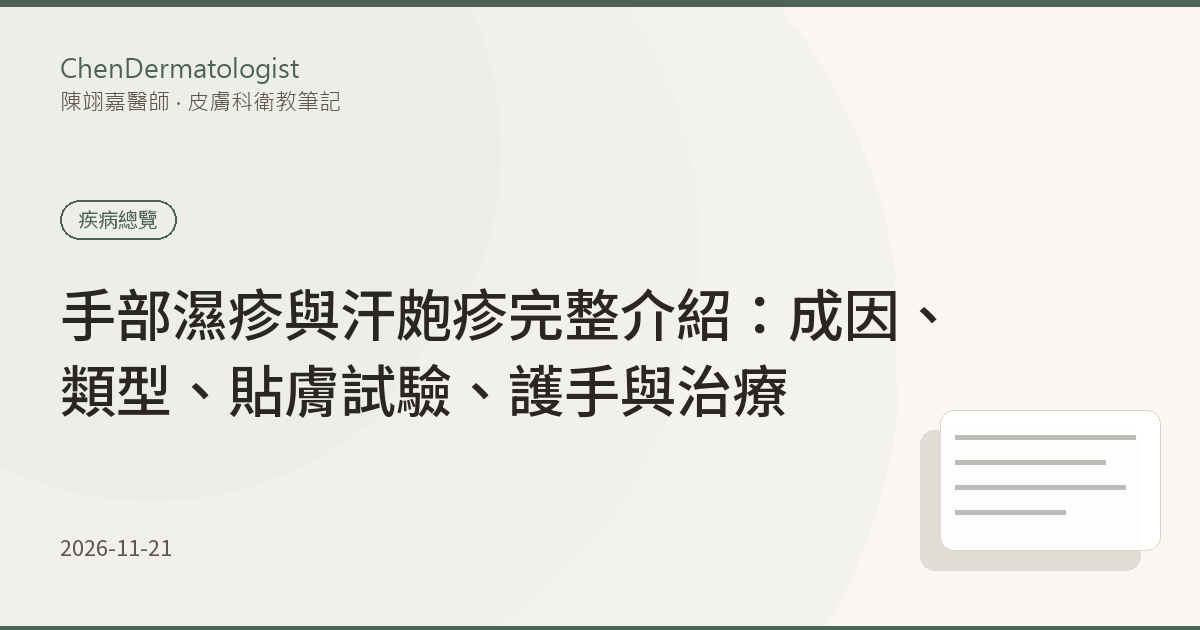 ChenDermatologist
陳翊嘉醫師 · 皮膚科衛教筆記
疾病總覽
手部濕疹與汗皰疹完整介紹：成因、
類型、貼膚試驗、護手與治療
2026-11-21